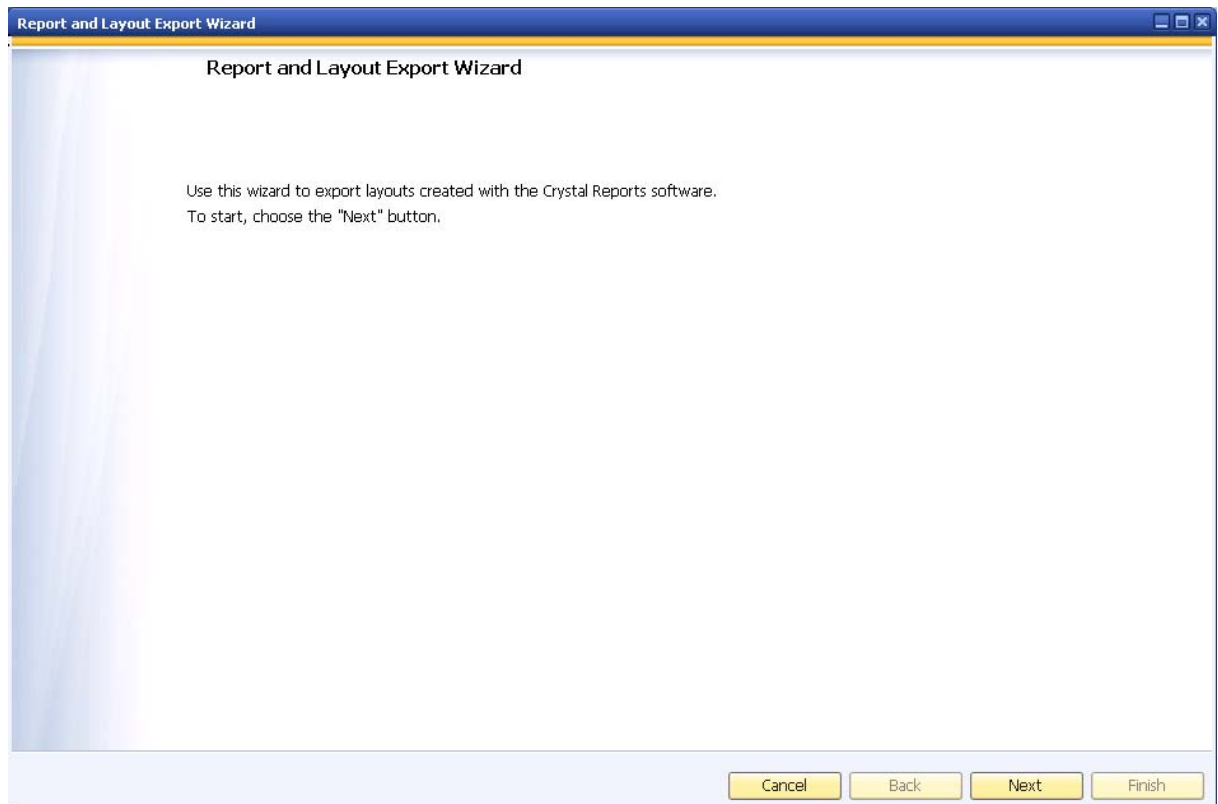 Report and Layout Export Wizard
Report and Layout Export Wizard
Use this wizard to export layouts created with the Crystal Reports software.
To start, choose the "Next" button.
Cancel Back Next Finish